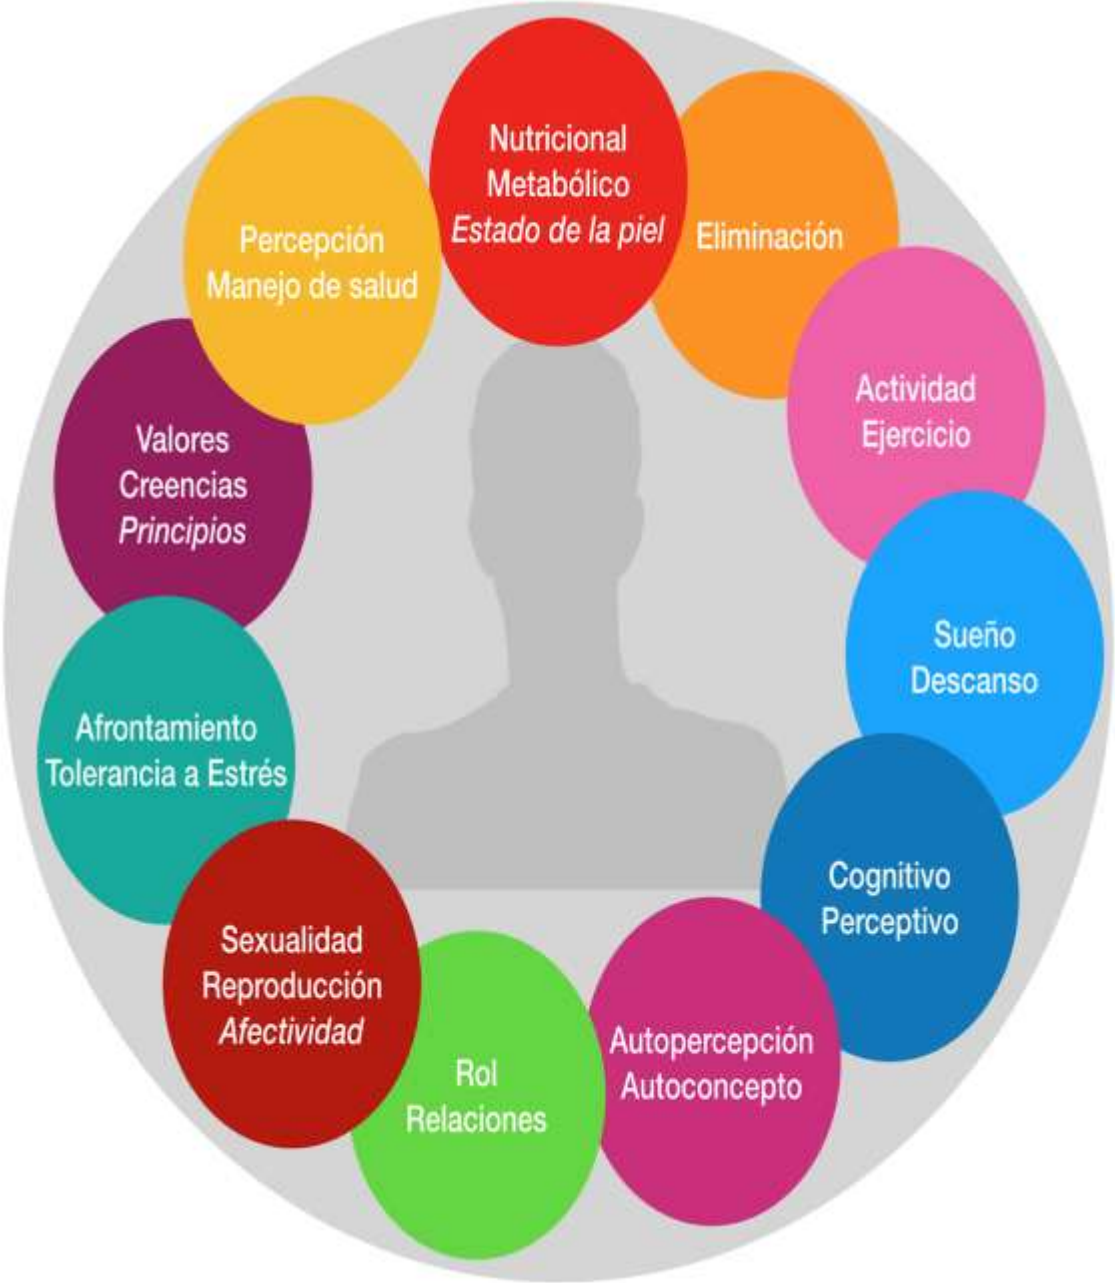 Nutricional
Metabólico
Estado de la piel
Eliminación
Actividad
Ejercicio
Sueño
Descanso
Cognitivo
Perceptivo
Autopercepción
Autoconcepto
Rol
Relaciones
Sexualidad
Reproducción
Afectividad
Afrontamiento
Tolerancia a Estrés
Valores
Creencias
Principios
Percepción
Manejo de salud